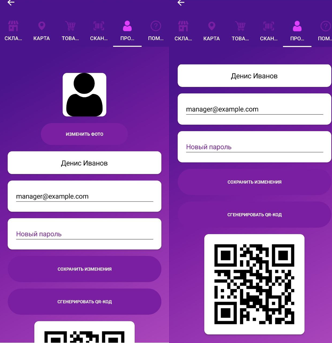 СКЛА...
КАРТА
ТОВА...
СКАН...
ПРО...
ПОМ...
ИЗМЕНИТЬ ФОТО
Денис Иванов
manager@example.com
Новый пароль
СОХРАНИТЬ ИЗМЕНЕНИЯ
СГЕНЕРИРОВАТЬ QR-КОД
СКЛА...
КАРТА
ТОВА...
СКАН...
ПРО...
ПОМ...
Денис Иванов
manager@example.com
Новый пароль
СОХРАНИТЬ ИЗМЕНЕНИЯ
СГЕНЕРИРОВАТЬ QR-КОД